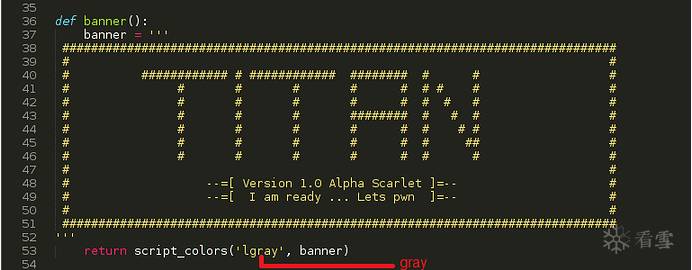 35
36 def banner():
37     banner = '''
38  #############################################################################
39  #                                                                           #
40  #          ############ # ############  ########  #      #                  #
41  #               #       #       #       #      #  # #    #                  #
42  #               #       #       #       #      #  #  #   #                  #
43  #               #       #       #       ########  #   #  #                  #
44  #               #       #       #       #      #  #    # #                  #
45  #               #       #       #       #      #  #     ##                  #
46  #               #       #       #       #      #  #      #                  #
47  #                                                                           #
48  #                   --=[ Version 1.0 Alpha Scarlet ]=--                     #
49  #                   --=[  I am ready ... Lets pwn  ]=--                     #
50  #                                                                           #
51  #############################################################################
52 '''
53     return script_colors('lgray', banner)
54
gray
看雪